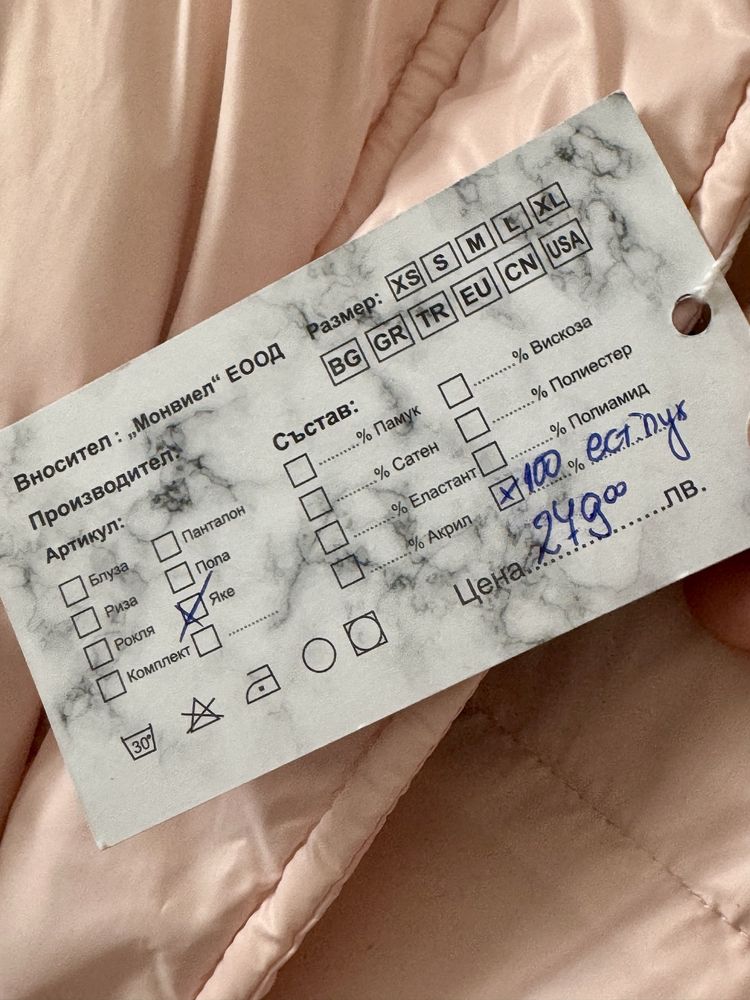 Вносител : „Монвиел“ ЕООД
Производител:
Артикул:
Блуза
Риза
Рокля
Комплект
Панталон
Пола
Яке
..........
Размер: XS S M L XL
BG GR TR EU CN USA
Състав:
.........% Памук
.........% Сатен
.........% Еластант
.........% Акрил
.........% Вискоза
.........% Полиестер
.........% Полиамид
x 100 % ест. пух
Цена 279⁰⁰ лв.
30°